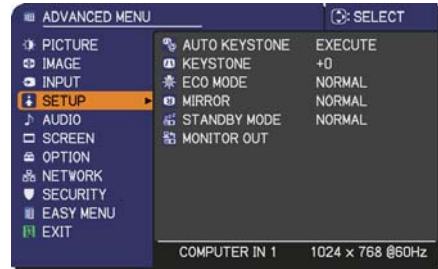 ADVANCED MENU : SELECT
PICTURE AUTO KEYSTONE EXECUTE
IMAGE KEYSTONE +0
INPUT ECO MODE NORMAL
SETUP MIRROR NORMAL
AUDIO STANDBY MODE NORMAL
SCREEN MONITOR OUT
OPTION
NETWORK
SECURITY
EASY MENU
EXIT
COMPUTER IN 1 1024 x 768 @60Hz